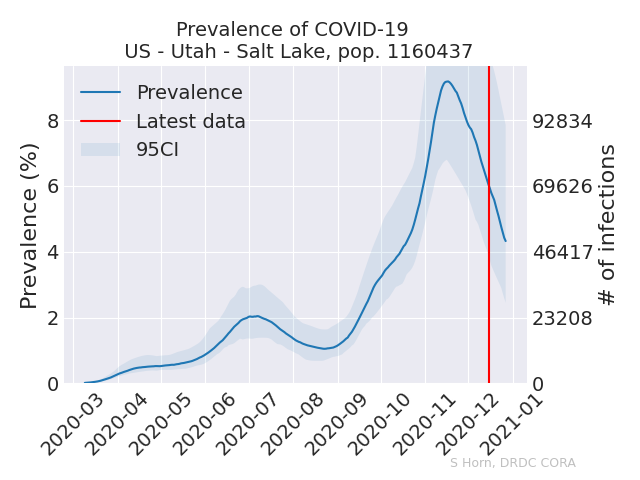 Prevalence of COVID-19
US - Utah - Salt Lake, pop. 1160437
Prevalence
Latest data
95CI
Prevalence (%)
8
6
4
2
0
92834
69626
46417
23208
0
# of infections
2020-03
2020-04
2020-05
2020-06
2020-07
2020-08
2020-09
2020-10
2020-11
2020-12
2021-01
S Horn, DRDC CORA